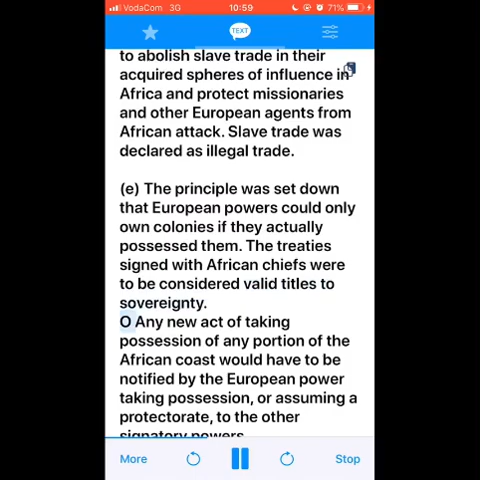 VodaCom 3G 10:59 71%
TEXT
to abolish slave trade in their
acquired spheres of influence in
Africa and protect missionaries
and other European agents from
African attack. Slave trade was
declared as illegal trade.
(e) The principle was set down
that European powers could only
own colonies if they actually
possessed them. The treaties
signed with African chiefs were
to be considered valid titles to
sovereignty.
O Any new act of taking
possession of any portion of the
African coast would have to be
notified by the European power
taking possession, or assuming a
protectorate, to the other
signatory powers
More Stop